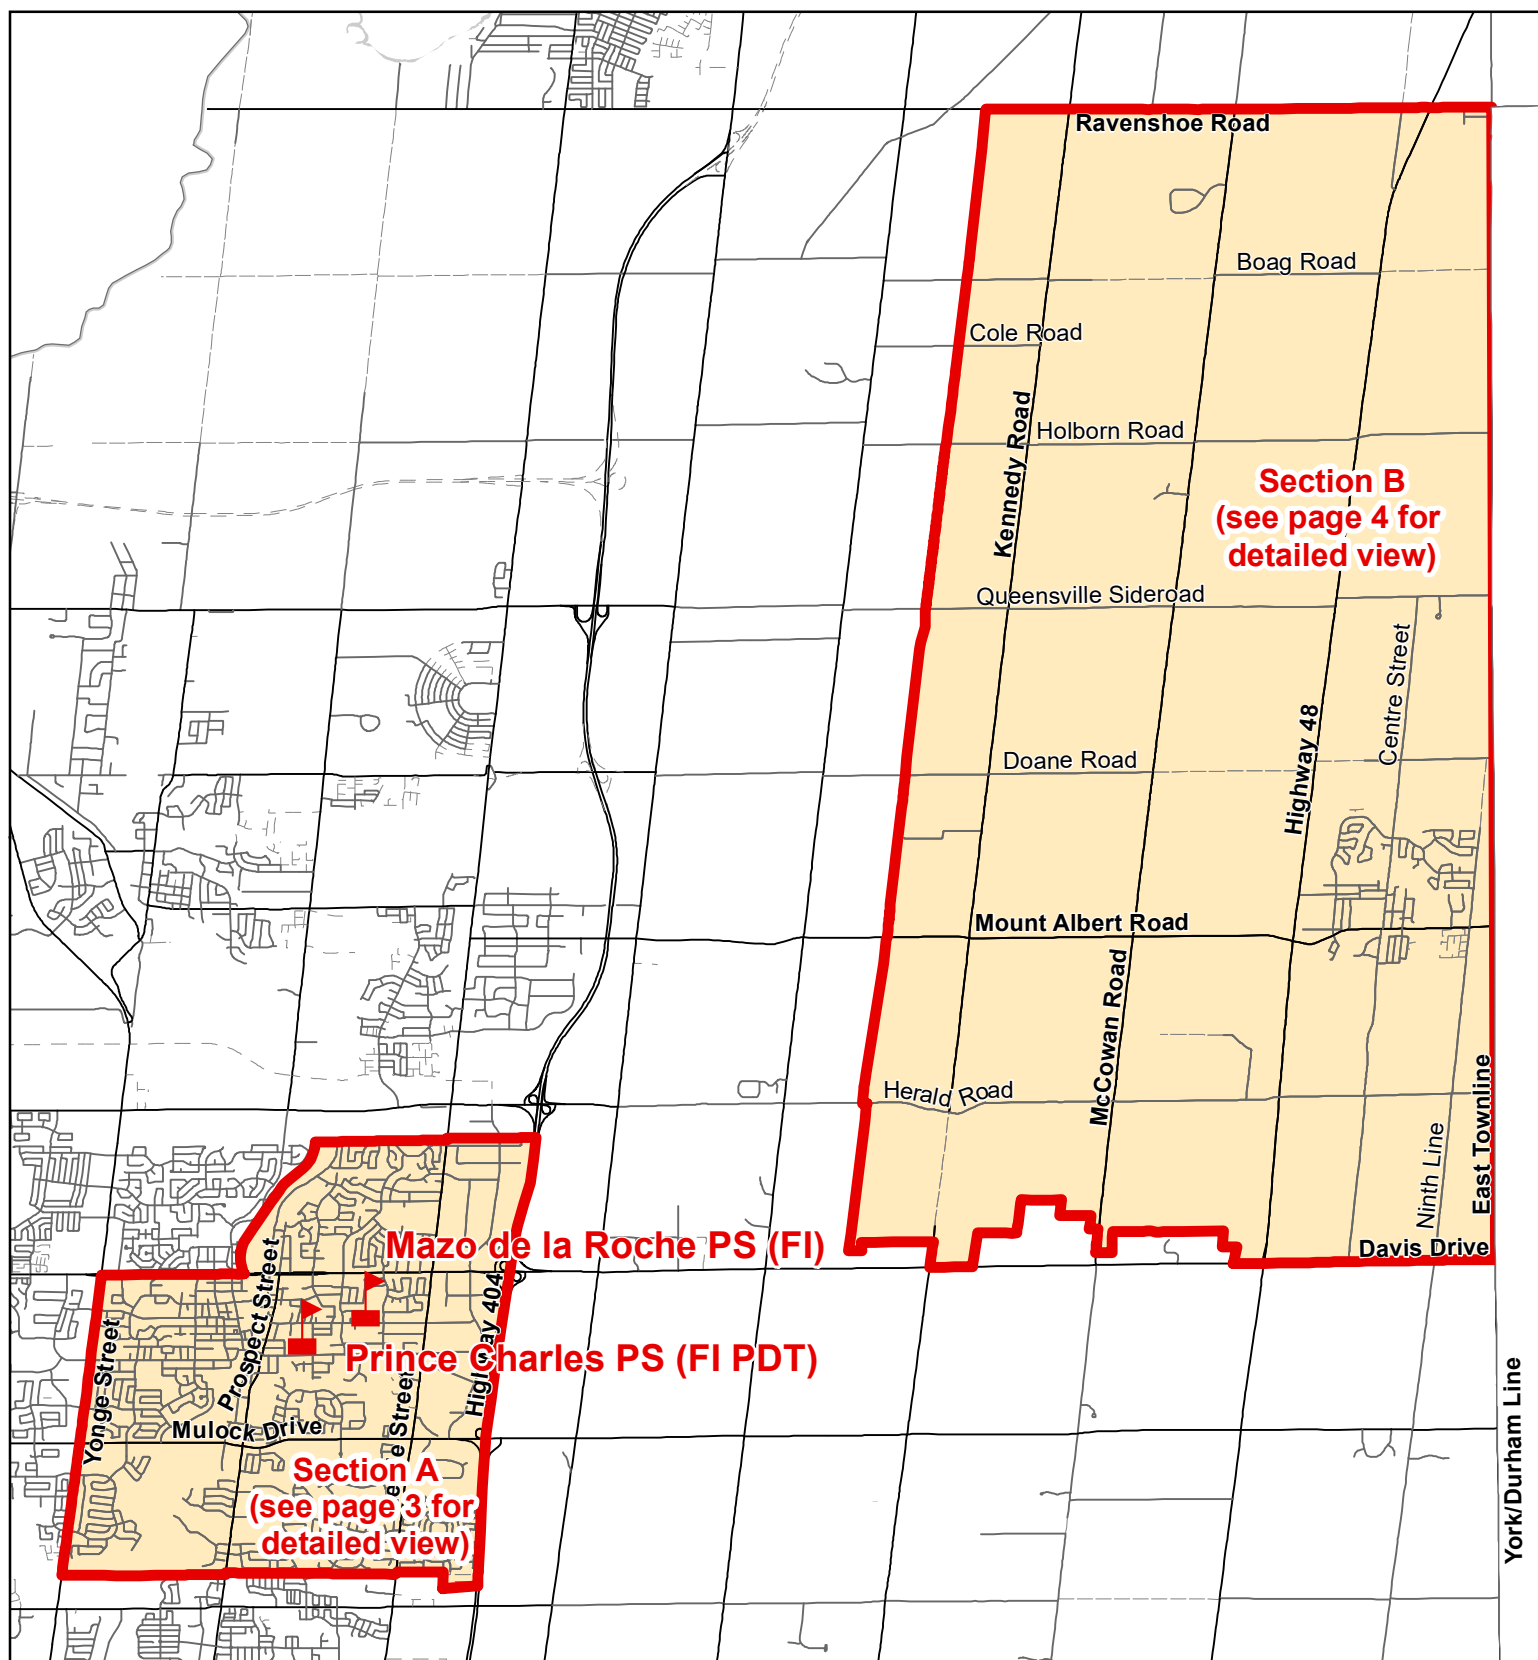 Ravenshoe Road
Boag Road
Cole Road
Kennedy Road
Holborn Road
Section B
(see page 4 for
detailed view)
Queensville Sideroad
Centre Street
Doane Road
Highway 48
Mount Albert Road
McCowan Road
Herald Road
Ninth Line
East Townline
Davis Drive
Mazo de la Roche PS (FI)
Prospect Street
Highway 404
Yonge Street
Prince Charles PS (FI PDT)
Street
Mulock Drive
Section A
(see page 3 for
detailed view)
York/Durham Line